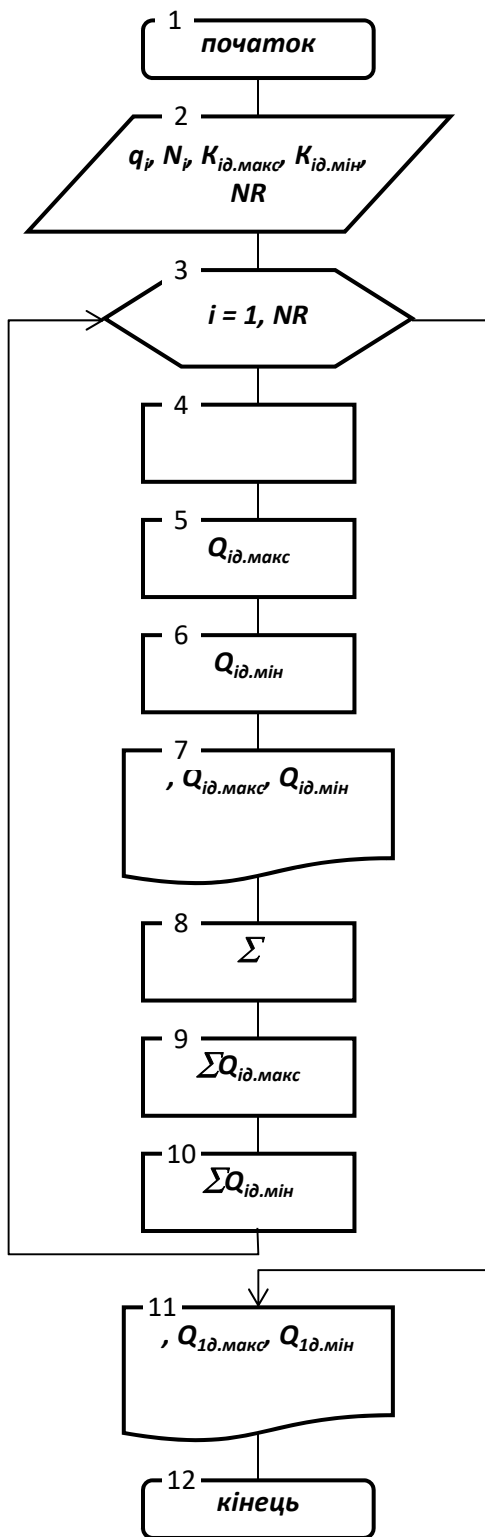 1
початок
2
qᵢ, Nᵢ, Kід.макс, Kід.мін,
NR
3
i = 1, NR
4
5
Qід.макс
6
Qід.мін
7
, Qід.макс, Qід.мін
8
Σ
9
ΣQід.макс
10
ΣQід.мін
11
, Q1д.макс, Q1д.мін
12
кінець